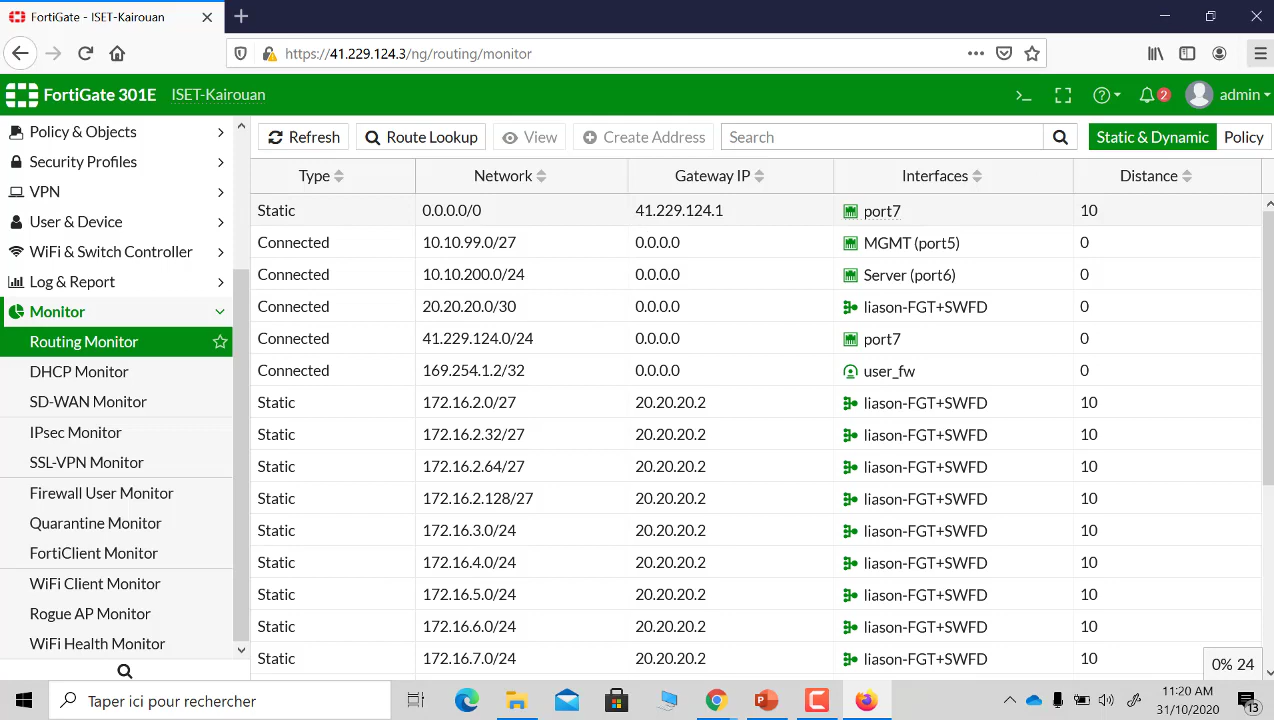 FortiGate - ISET-Kairouan
https://41.229.124.3/ng/routing/monitor
FortiGate 301E ISET-Kairouan
2 admin
Policy & Objects
Security Profiles
VPN
User & Device
WiFi & Switch Controller
Log & Report
Monitor
Routing Monitor
DHCP Monitor
SD-WAN Monitor
IPsec Monitor
SSL-VPN Monitor
Firewall User Monitor
Quarantine Monitor
FortiClient Monitor
WiFi Client Monitor
Rogue AP Monitor
WiFi Health Monitor
Refresh Route Lookup View Create Address Search Static & Dynamic Policy
Type Network Gateway IP Interfaces Distance
Static 0.0.0.0/0 41.229.124.1 port7 10
Connected 10.10.99.0/27 0.0.0.0 MGMT (port5) 0
Connected 10.10.200.0/24 0.0.0.0 Server (port6) 0
Connected 20.20.20.0/30 0.0.0.0 liason-FGT+SWFD 0
Connected 41.229.124.0/24 0.0.0.0 port7 0
Connected 169.254.1.2/32 0.0.0.0 user_fw 0
Static 172.16.2.0/27 20.20.20.2 liason-FGT+SWFD 10
Static 172.16.2.32/27 20.20.20.2 liason-FGT+SWFD 10
Static 172.16.2.64/27 20.20.20.2 liason-FGT+SWFD 10
Static 172.16.2.128/27 20.20.20.2 liason-FGT+SWFD 10
Static 172.16.3.0/24 20.20.20.2 liason-FGT+SWFD 10
Static 172.16.4.0/24 20.20.20.2 liason-FGT+SWFD 10
Static 172.16.5.0/24 20.20.20.2 liason-FGT+SWFD 10
Static 172.16.6.0/24 20.20.20.2 liason-FGT+SWFD 10
Static 172.16.7.0/24 20.20.20.2 liason-FGT+SWFD 10
0% 24
Taper ici pour rechercher
11:20 AM
31/10/2020
13